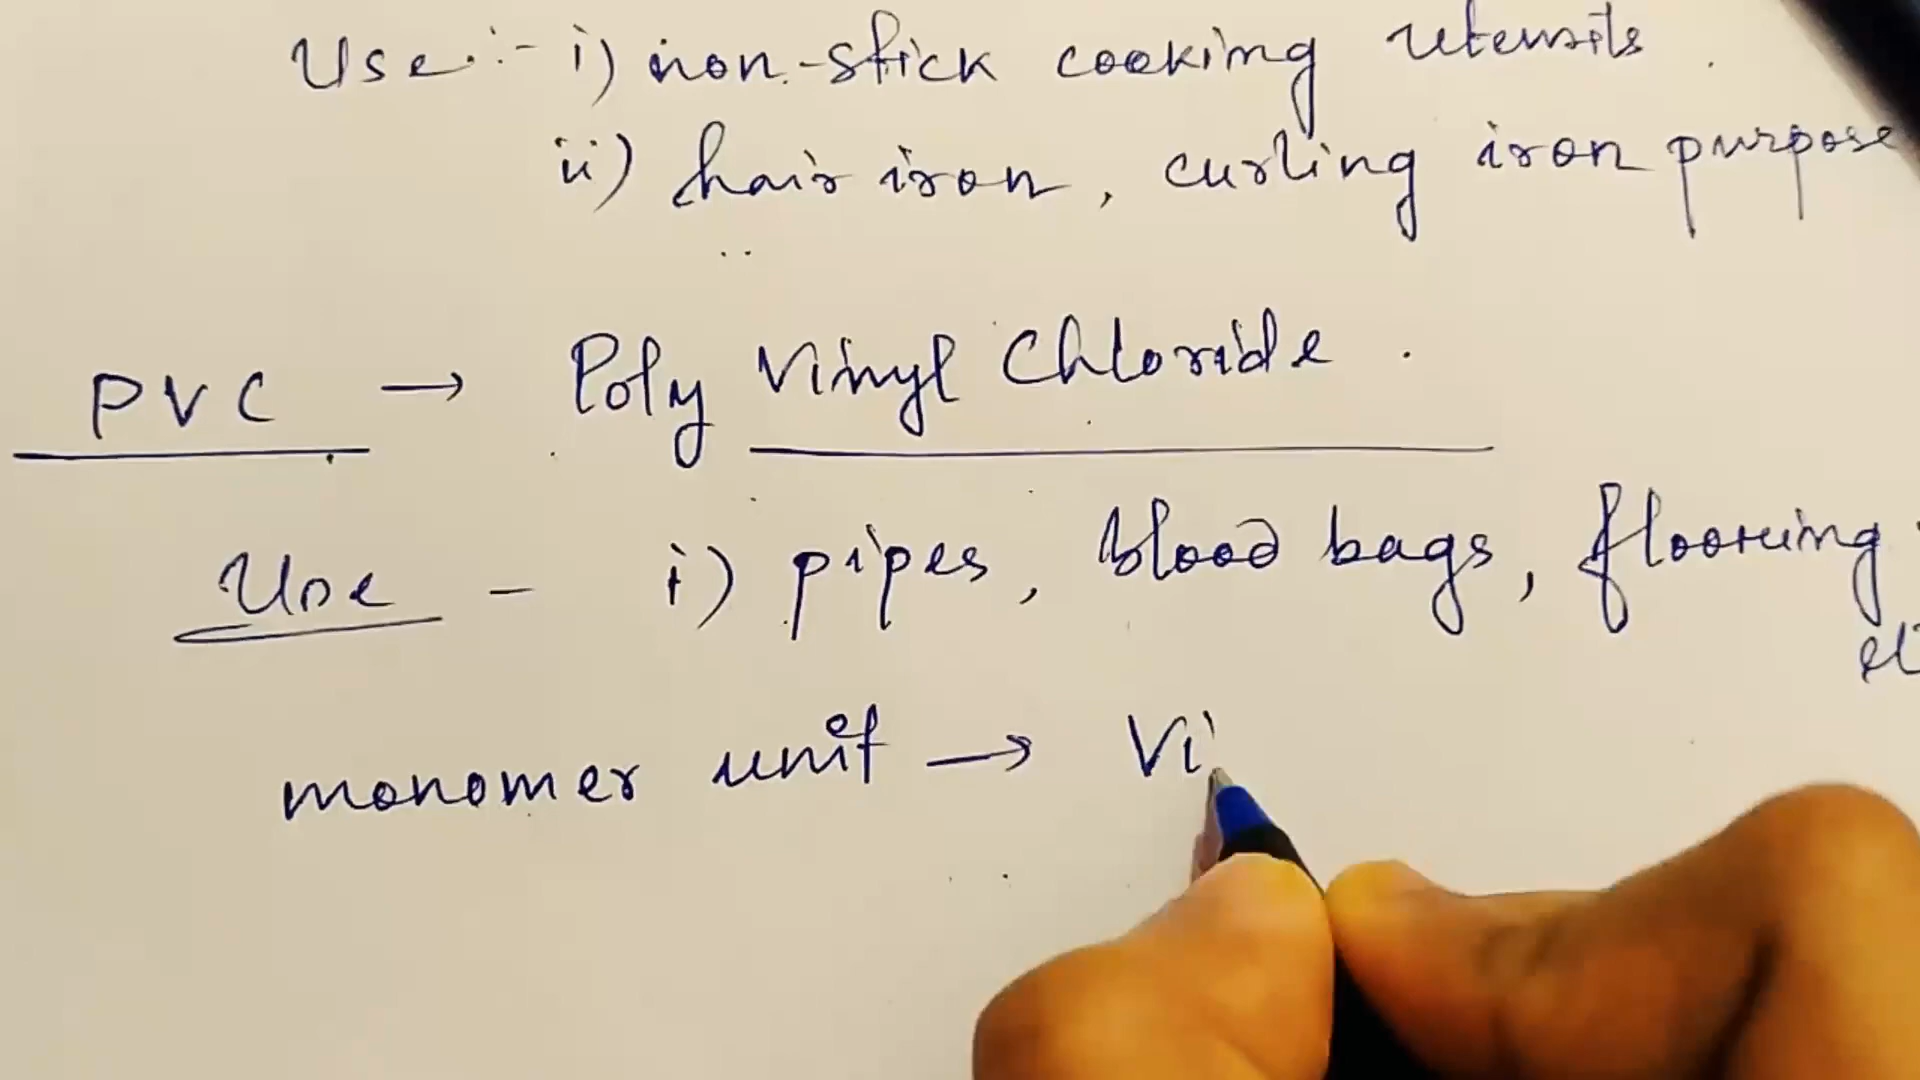 Use :- i) non-stick cooking utensils.
ii) hair iron, curling iron purpose
PVC → Poly Vinyl Chloride.
Use - i) pipes, blood bags, flooring
monomer unit → Vi